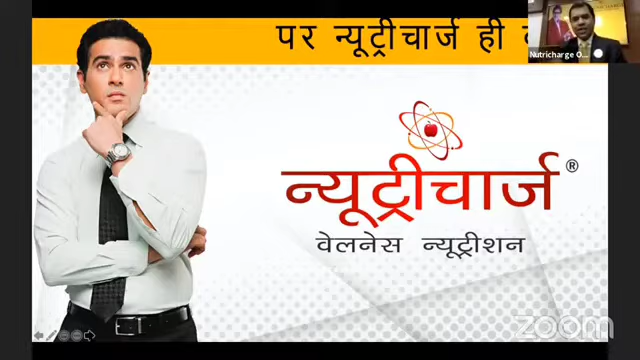 पर न्यूट्रीचार्ज ही
Nutricharge O...
न्यूट्रीचार्ज®
वेलनेस न्यूट्रीशन
zoom